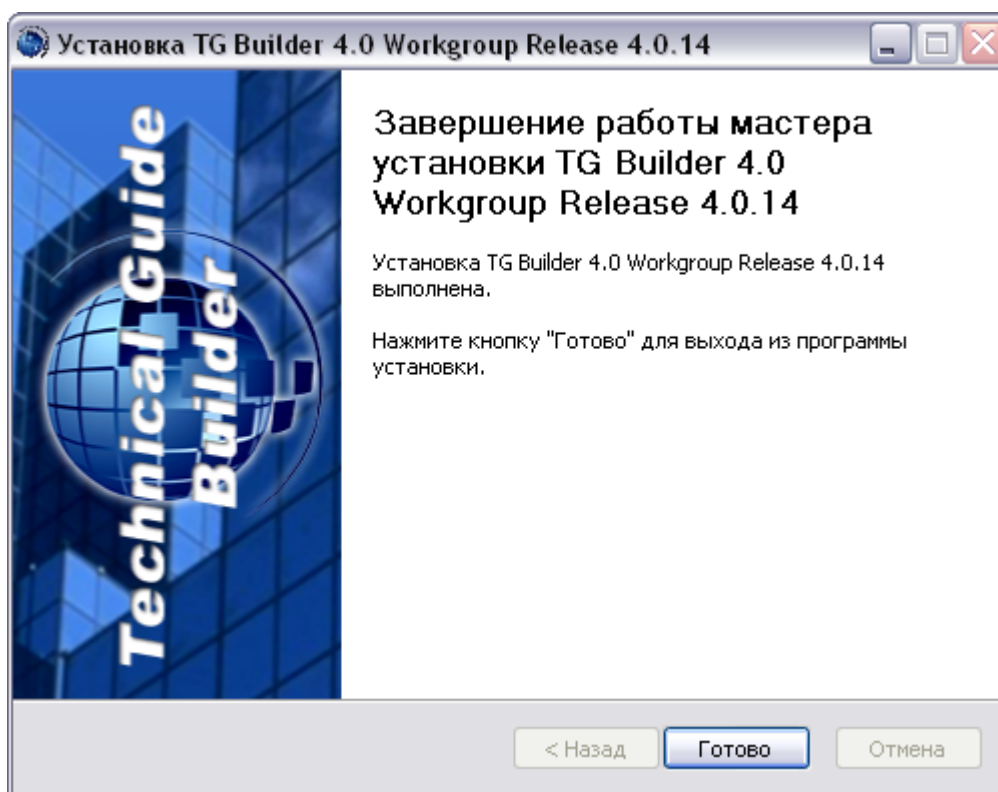 Установка TG Builder 4.0 Workgroup Release 4.0.14
Technical Guide
Builder
Завершение работы мастера
установки TG Builder 4.0
Workgroup Release 4.0.14
Установка TG Builder 4.0 Workgroup Release 4.0.14
выполнена.
Нажмите кнопку "Готово" для выхода из программы
установки.
< Назад
Готово
Отмена